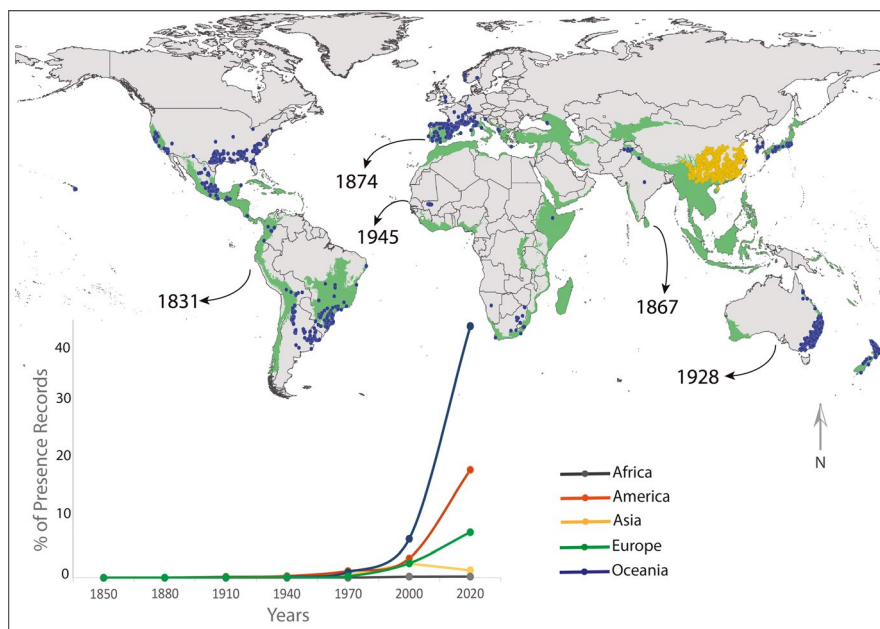 1874
1945
1831
1867
1928
N
% of Presence Records
40
30
20
10
0
1850 1880 1910 1940 1970 2000 2020
Years
Africa
America
Asia
Europe
Oceania